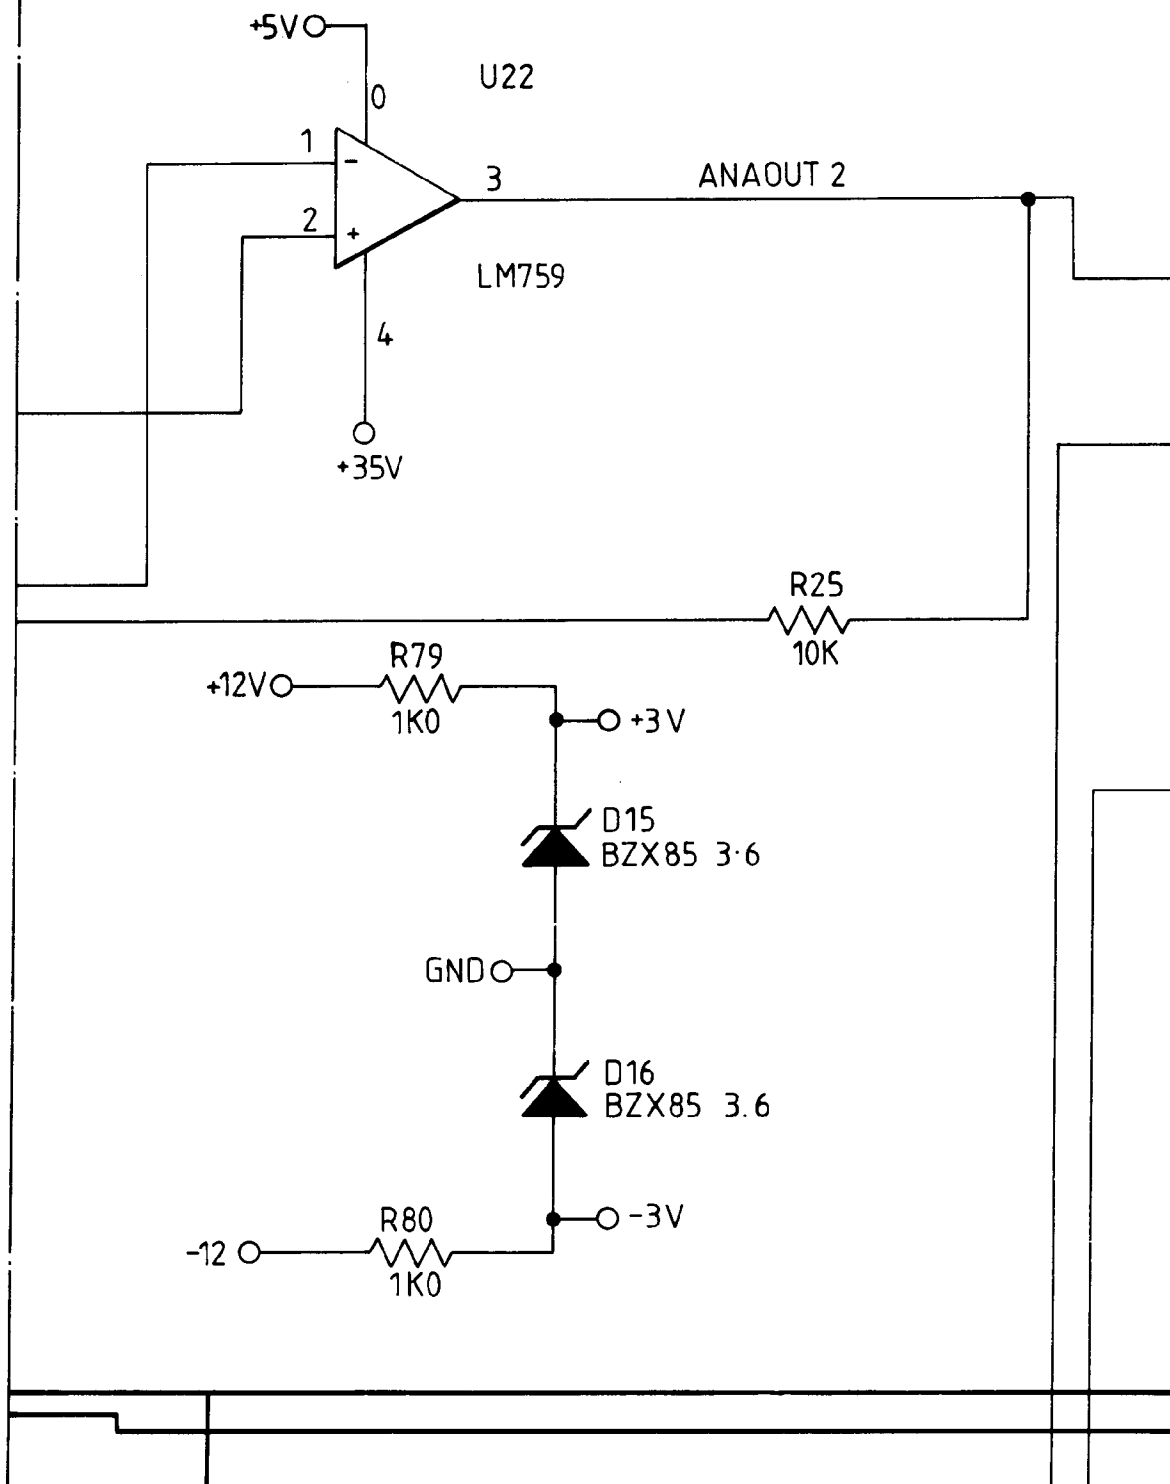 +5V
U22
0
1
-
3
ANAOUT 2
2
+
LM759
4
+35V
R25
10K
R79
+12V
1K0
+3V
D15
BZX85 3·6
GND
D16
BZX85 3.6
R80
-3V
-12
1K0